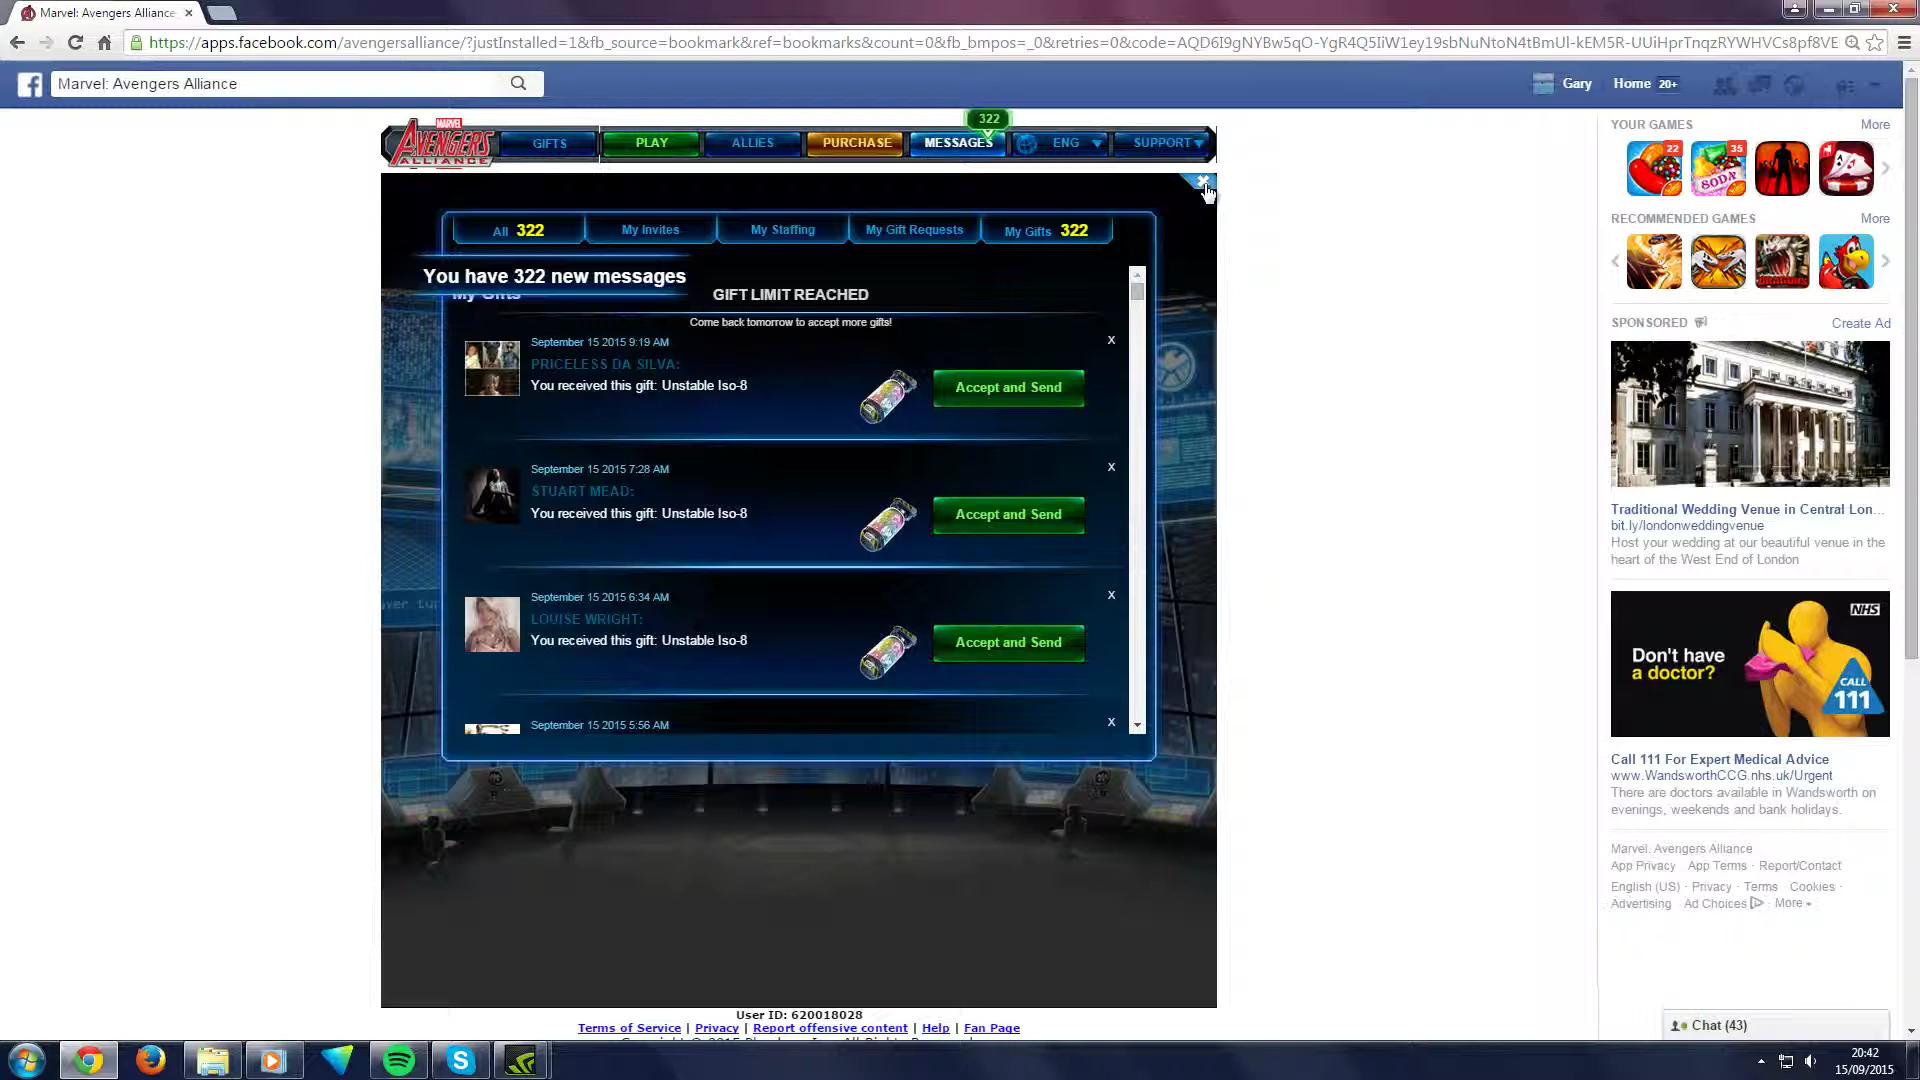 Marvel: Avengers Alliance
https://apps.facebook.com/avengersalliance/?justInstalled=1&fb_source=bookmark&ref=bookmarks&count=0&fb_bmpos=_0&retries=0&code=AQD6I9gNYBw5qO-YgR4Q5IiW1ey19sbNuNtoN4tBmUl-kEM5R-UUiHprTnqzRYWHVCs8pf8VE
Marvel: Avengers Alliance
Gary Home 20+
322
MARVEL
AVENGERS
ALLIANCE
GIFTS PLAY ALLIES PURCHASE MESSAGES ENG SUPPORT
All 322 My Invites My Staffing My Gift Requests My Gifts 322
You have 322 new messages
My Gifts
GIFT LIMIT REACHED
Come back tomorrow to accept more gifts!
September 15 2015 9:19 AM x
PRICELESS DA SILVA:
You received this gift: Unstable Iso-8
Accept and Send
September 15 2015 7:28 AM x
STUART MEAD:
You received this gift: Unstable Iso-8
Accept and Send
September 15 2015 6:34 AM x
LOUISE WRIGHT:
You received this gift: Unstable Iso-8
Accept and Send
September 15 2015 5:56 AM x
User ID: 620018028
Terms of Service | Privacy | Report offensive content | Help | Fan Page
YOUR GAMES More
22 35
SODA
RECOMMENDED GAMES More
DRAGONS
SPONSORED Create Ad
Traditional Wedding Venue in Central Lon...
bit.ly/londonweddingvenue
Host your wedding at our beautiful venue in the
heart of the West End of London
NHS
Don't have
a doctor?
CALL
111
Call 111 For Expert Medical Advice
www.WandsworthCCG.nhs.uk/Urgent
There are doctors available in Wandsworth on
evenings, weekends and bank holidays.
Marvel: Avengers Alliance
App Privacy · App Terms · Report/Contact
English (US) · Privacy · Terms · Cookies ·
Advertising · Ad Choices · More
Chat (43)
20:42
15/09/2015